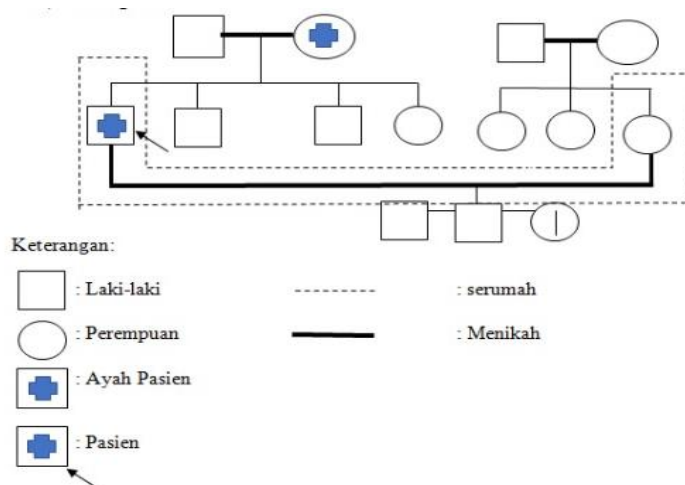 Keterangan:
: Laki-laki
: serumah
: Perempuan
: Menikah
: Ayah Pasien
: Pasien